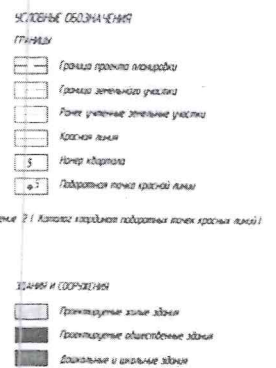 УСЛОВНЫЕ ОБОЗНАЧЕНИЯ
ГРАНИЦЫ
Граница проекта планировки
Граница земельного участка
Ранее учтенные земельные участки
Красная линия
5 Номер квартала
Поворотная точка красной линии
ение 2 ( Каталог координат поворотных точек красных линий )
ЗДАНИЯ И СООРУЖЕНИЯ
Проектируемые жилые здания
Проектируемые общественные здания
Дошкольные и школьные здания